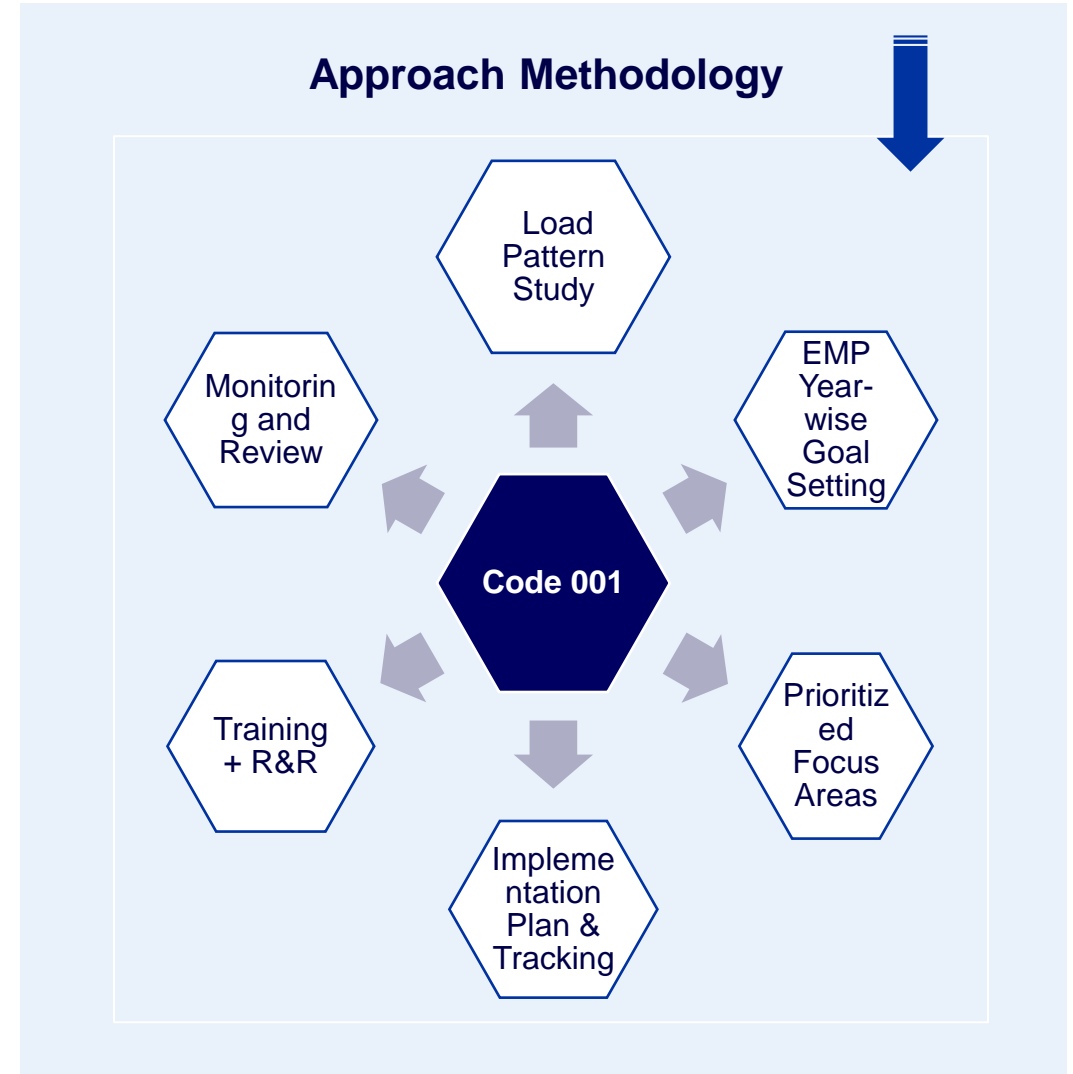 Approach Methodology
Load
Pattern
Study
EMP
Year-
wise
Goal
Setting
Prioritiz
ed
Focus
Areas
Impleme
ntation
Plan &
Tracking
Training
+ R&R
Monitorin
g and
Review
Code 001